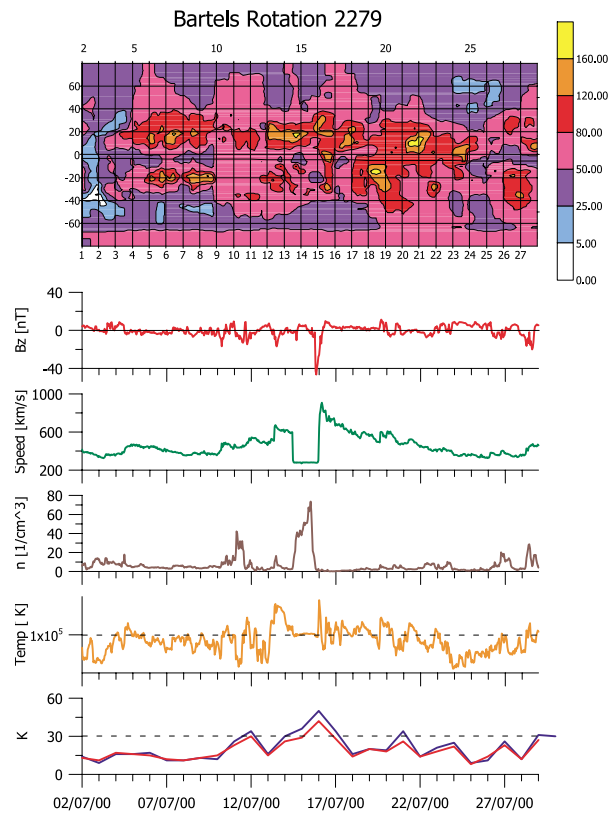 Bartels Rotation 2279
2 3 5 10 15 20 25
60
40
20
0
-20
-40
-60
1 2 3 4 5 6 7 8 9 10 11 12 13 14 15 16 17 18 19 20 21 22 23 24 25 26 27
160.00
120.00
80.00
50.00
25.00
5.00
0.00
Bz [nT]
40
0
-40
Speed [km/s]
1000
600
200
n [1/cm^3]
80
60
40
20
0
Temp [ K]
1x10⁵
K
60
30
0
02/07/00 07/07/00 12/07/00 17/07/00 22/07/00 27/07/00